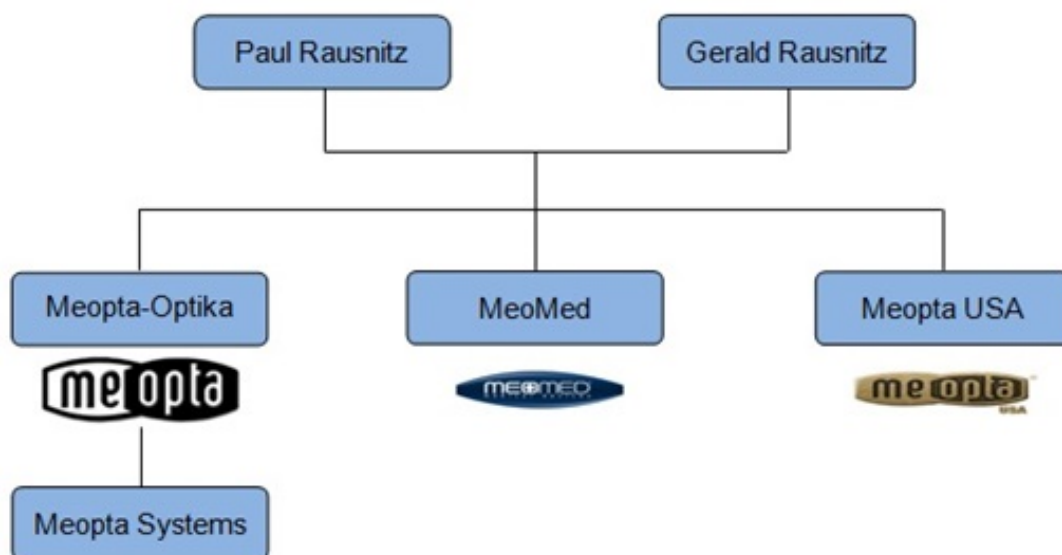 Paul Rausnitz
Gerald Rausnitz
Meopta-Optika
MeoMed
Meopta USA
meopta
MEOMED
meopta
USA
Meopta Systems